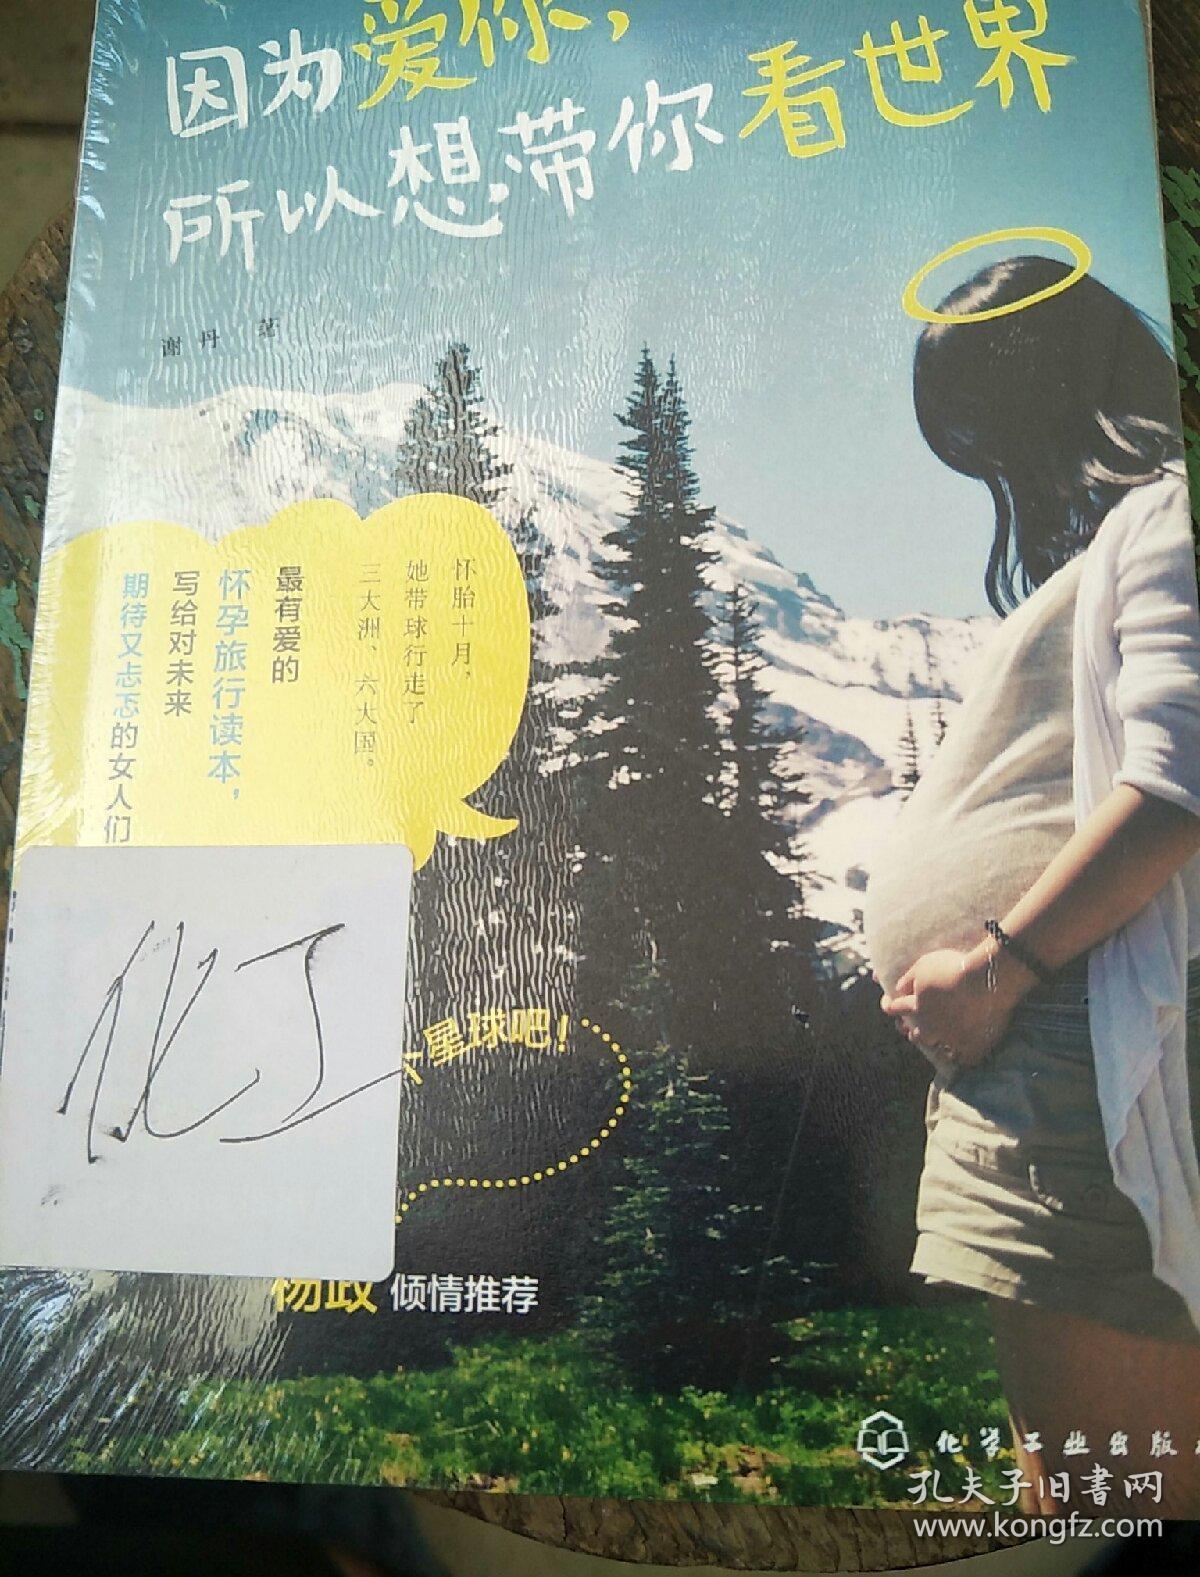 因为爱你，
所以想带你看世界
谢丹 著
怀胎十月，
她带球行走了
三大洲、六大国。
最有爱的
怀孕旅行读本，
写给对未来
期待又忐忑的女人们
化工
个星球吧！
杨政 倾情推荐
化学工业出版
孔夫子旧書网
www.kongfz.com